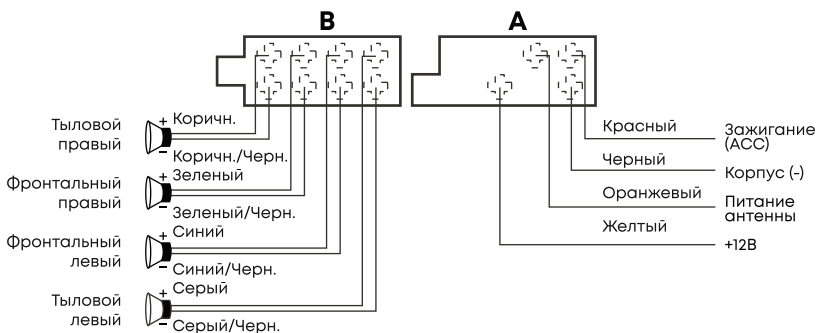 B
A
Тыловой
правый
+ Коричн.
– Коричн./Черн.
Фронтальный
правый
+ Зеленый
– Зеленый/Черн.
Фронтальный
левый
+ Синий
– Синий/Черн.
Тыловой
левый
+ Серый
– Серый/Черн.
Красный
Зажигание
(ACC)
Черный
Корпус (-)
Оранжевый
Питание
антенны
Желтый
+12В